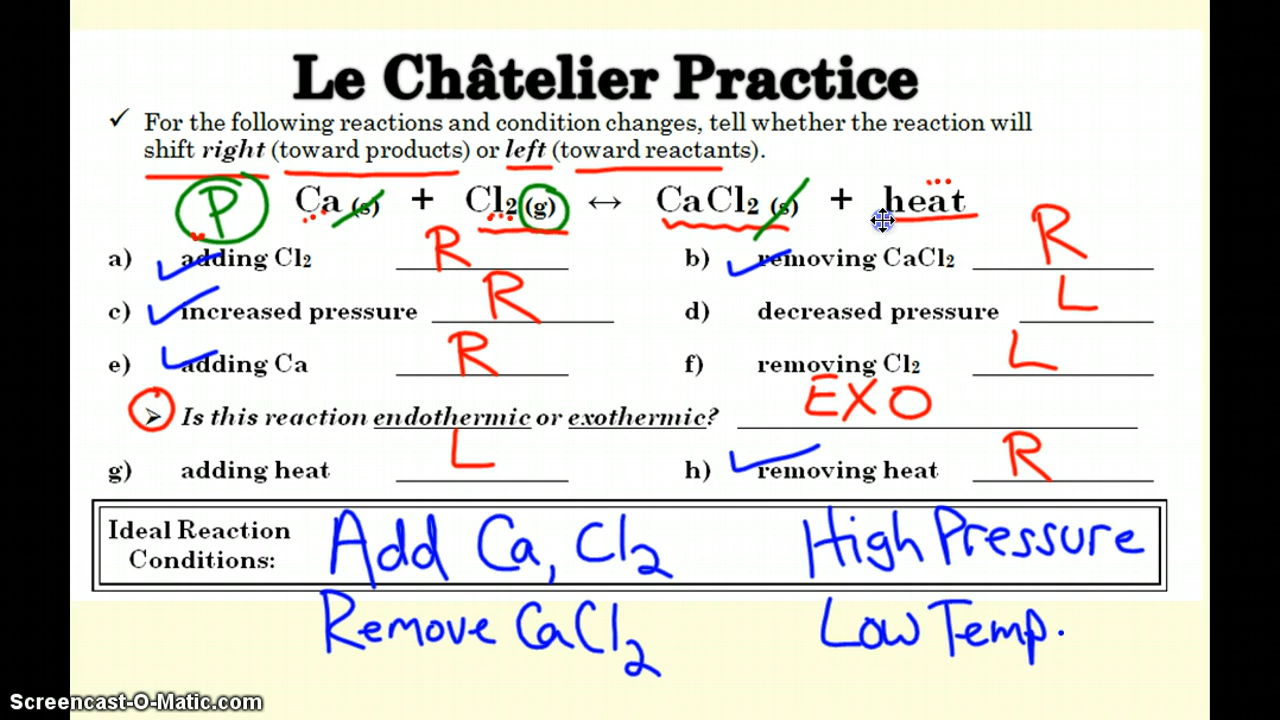 Le Châtelier Practice
✓ For the following reactions and condition changes, tell whether the reaction will
shift right (toward products) or left (toward reactants).
P Ca (s) + Cl2 (g) ↔ CaCl2 (s) + heat
a) adding Cl2 R b) removing CaCl2 R
c) increased pressure R d) decreased pressure L
e) adding Ca R f) removing Cl2 L
➢ Is this reaction endothermic or exothermic? EXO
g) adding heat L h) removing heat R
Ideal Reaction
Conditions:
Add Ca, Cl2 High Pressure
Remove CaCl2 Low Temp.
Screencast-O-Matic.com